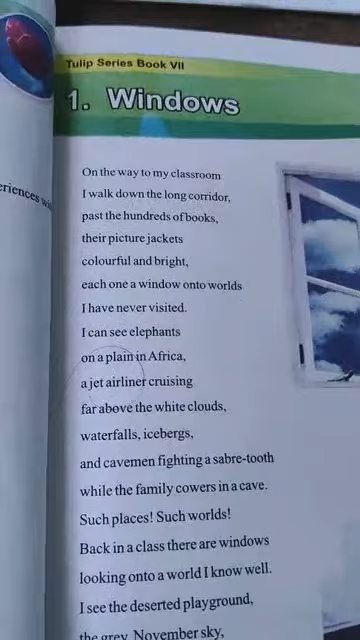 Tulip Series Book VII
1. Windows
On the way to my classroom
I walk down the long corridor,
past the hundreds of books,
their picture jackets
colourful and bright,
each one a window onto worlds
I have never visited.
I can see elephants
on a plain in Africa,
a jet airliner cruising
far above the white clouds,
waterfalls, icebergs,
and cavemen fighting a sabre-tooth
while the family cowers in a cave.
Such places! Such worlds!
Back in a class there are windows
looking onto a world I know well.
I see the deserted playground,
the grey, November sky,